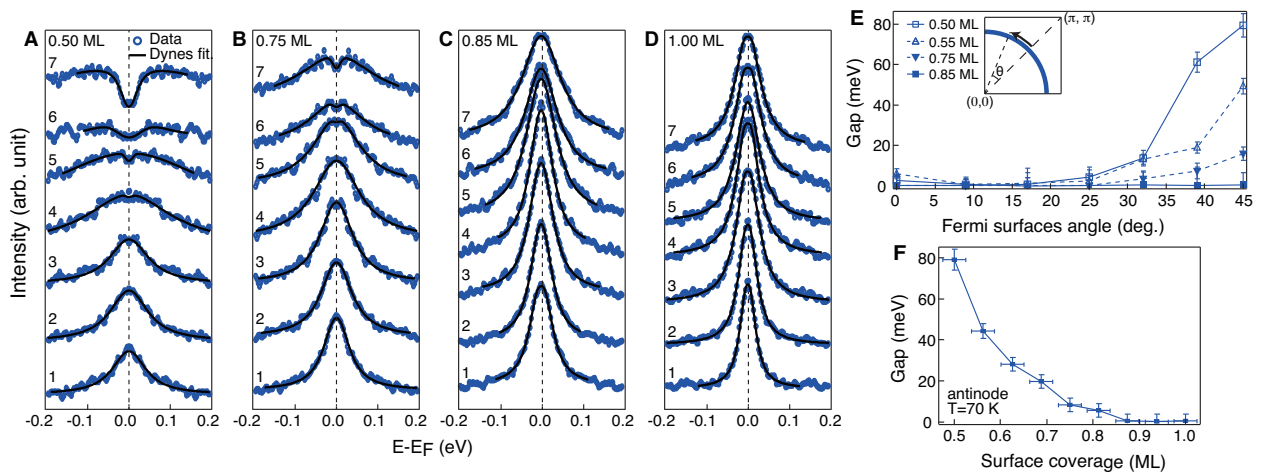 A
0.50 ML
Data
Dynes fit.
7
6
5
4
3
2
1
-0.2
-0.1
0.0
0.1
0.2
B
0.75 ML
7
6
5
4
3
2
1
-0.2
-0.1
0.0
0.1
0.2
C
0.85 ML
7
6
5
4
3
2
1
-0.2
-0.1
0.0
0.1
0.2
D
1.00 ML
7
6
5
4
3
2
1
-0.2
-0.1
0.0
0.1
0.2
Intensity (arb. unit)
E-EF (eV)
E
80
60
40
20
0
Gap (meV)
0.50 ML
0.55 ML
0.75 ML
0.85 ML
(π, π)
θ
(0,0)
0
5
10
15
20
25
30
35
40
45
Fermi surfaces angle (deg.)
F
80
60
40
20
0
Gap (meV)
antinode
T=70 K
0.5
0.6
0.7
0.8
0.9
1.0
Surface coverage (ML)